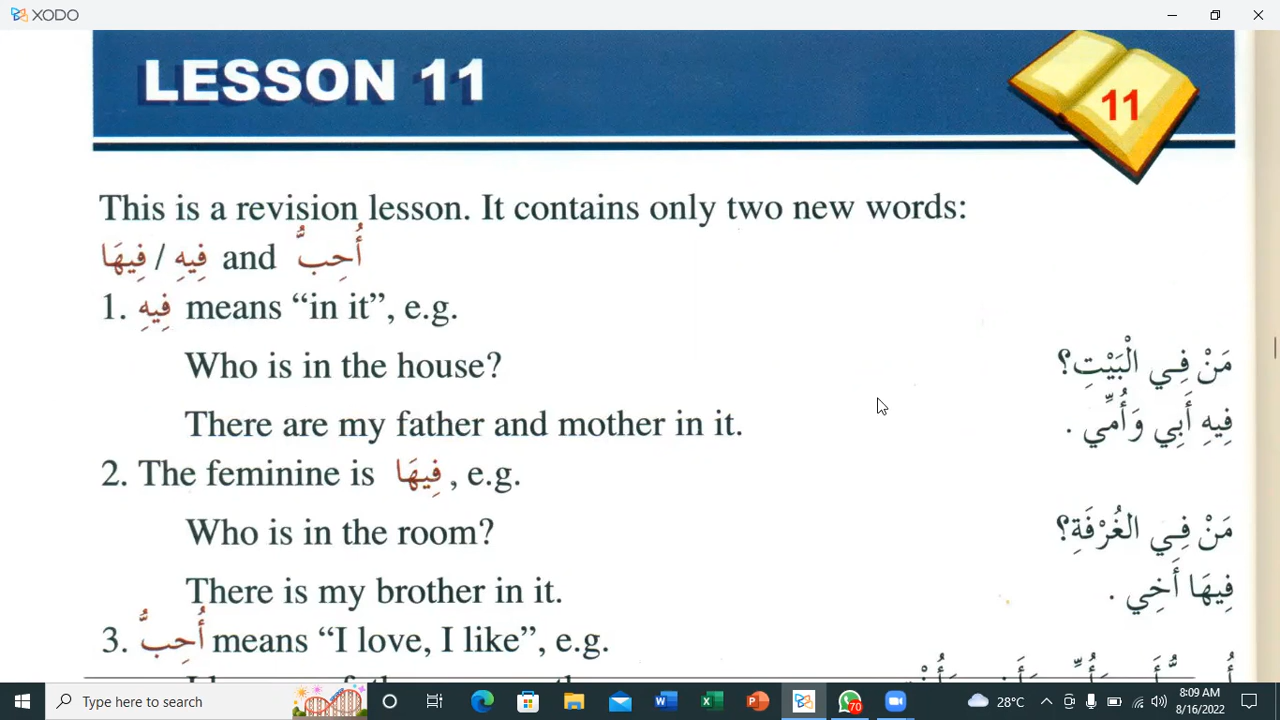 XODO
LESSON 11
11
This is a revision lesson. It contains only two new words:
فِيهَا / فِيهِ and أُحِبُّ
1. فِيهِ means “in it”, e.g.
Who is in the house? مَنْ فِي الْبَيْتِ؟
There are my father and mother in it. فِيهِ أَبِي وَأُمِّي .
2. The feminine is فِيهَا , e.g.
Who is in the room? مَنْ فِي الغُرْفَةِ؟
There is my brother in it. فِيهَا أَخِي .
3. أُحِبُّ means “I love, I like”, e.g.
Type here to search
70
28°C
8:09 AM
8/16/2022